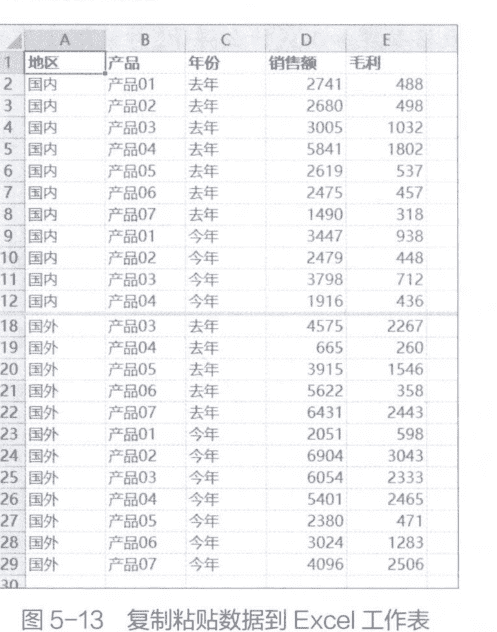 A B C D E
1 地区 产品 年份 销售额 毛利
2 国内 产品01 去年 2741 488
3 国内 产品02 去年 2680 498
4 国内 产品03 去年 3005 1032
5 国内 产品04 去年 5841 1802
6 国内 产品05 去年 2619 537
7 国内 产品06 去年 2475 457
8 国内 产品07 去年 1490 318
9 国内 产品01 今年 3447 938
10 国内 产品02 今年 2479 448
11 国内 产品03 今年 3798 712
12 国内 产品04 今年 1916 436
18 国外 产品03 去年 4575 2267
19 国外 产品04 去年 665 260
20 国外 产品05 去年 3915 1546
21 国外 产品06 去年 5622 358
22 国外 产品07 去年 6431 2443
23 国外 产品01 今年 2051 598
24 国外 产品02 今年 6904 3043
25 国外 产品03 今年 6054 2333
26 国外 产品04 今年 5401 2465
27 国外 产品05 今年 2380 471
28 国外 产品06 今年 3024 1283
29 国外 产品07 今年 4096 2506
30
图 5-13 复制粘贴数据到 Excel 工作表